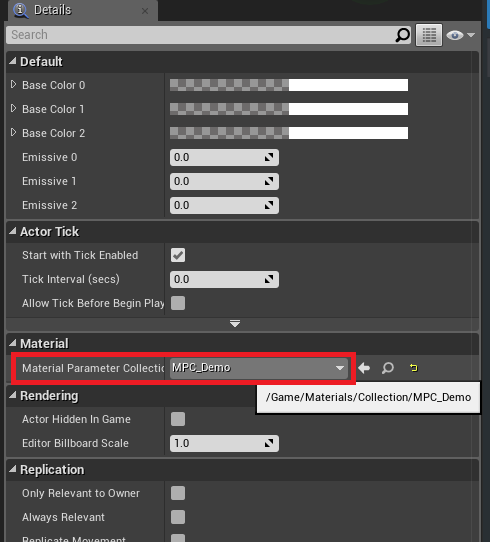 Details
Search
Default
Base Color 0
Base Color 1
Base Color 2
Emissive 0 0.0
Emissive 1 0.0
Emissive 2 0.0
Actor Tick
Start with Tick Enabled
Tick Interval (secs) 0.0
Allow Tick Before Begin Play
Material
Material Parameter Collectio MPC_Demo
/Game/Materials/Collection/MPC_Demo
Rendering
Actor Hidden In Game
Editor Billboard Scale 1.0
Replication
Only Relevant to Owner
Always Relevant
Replicate Movement